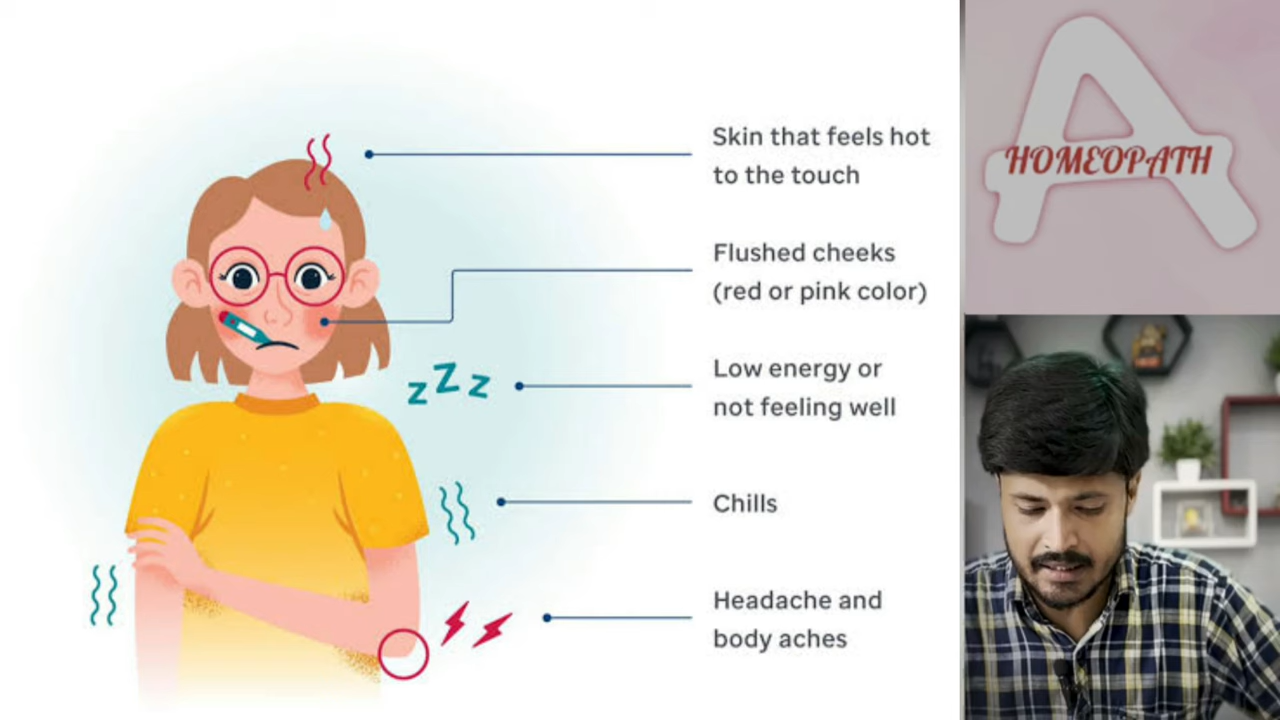 Skin that feels hot
to the touch
Flushed cheeks
(red or pink color)
z Z z
Low energy or
not feeling well
Chills
Headache and
body aches
A
HOMEOPATH